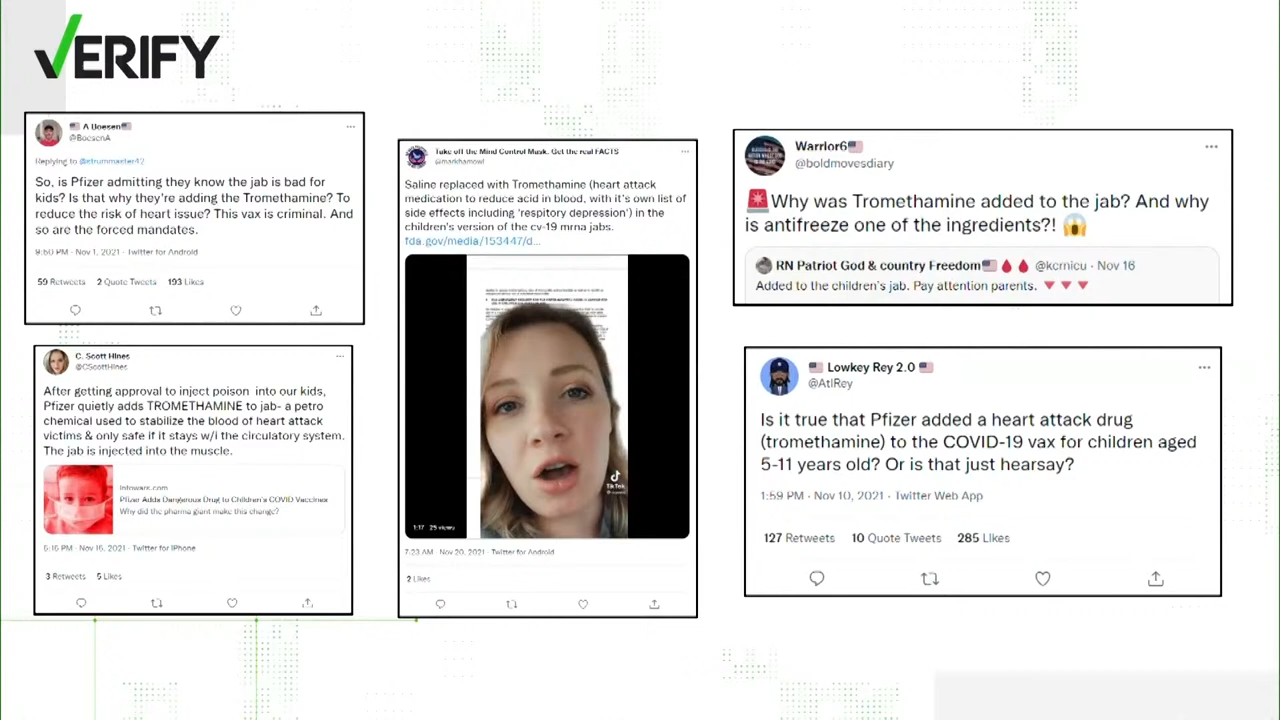 VERIFY
A Boesen
@BoesenA
Replying to @strummaster42
So, is Pfizer admitting they know the jab is bad for
kids? Is that why they're adding the Tromethamine? To
reduce the risk of heart issue? This vax is criminal. And
so are the forced mandates.
9:50 PM · Nov 1, 2021 · Twitter for Android
59 Retweets 2 Quote Tweets 193 Likes
C. Scott Hines
@CScottHines
After getting approval to inject poison into our kids,
Pfizer quietly adds TROMETHAMINE to jab- a petro
chemical used to stabilize the blood of heart attack
victims & only safe if it stays w/i the circulatory system.
The jab is injected into the muscle.
infowars.com
Pfizer Adds Dangerous Drug to Children's COVID Vaccines
Why did the pharma giant make this change?
5:15 PM · Nov 15, 2021 · Twitter for iPhone
3 Retweets 5 Likes
Take off the Mind Control Mask. Get the real FACTS
@markhamowl
Saline replaced with Tromethamine (heart attack
medication to reduce acid in blood, with it's own list of
side effects including 'respitory depression') in the
children's version of the cv-19 mrna jabs.
fda.gov/media/153447/d...
TikTok
1:17 29 views
7:23 AM · Nov 20, 2021 · Twitter for Android
2 Likes
Warrior6
@boldmovesdiary
🚨Why was Tromethamine added to the jab? And why
is antifreeze one of the ingredients?! 😱
RN Patriot God & country Freedom🇺🇸🩸🩸 @kcrnicu · Nov 16
Added to the children's jab. Pay attention parents. 🔻🔻🔻
Lowkey Rey 2.0
@AtlRey
Is it true that Pfizer added a heart attack drug
(tromethamine) to the COVID-19 vax for children aged
5-11 years old? Or is that just hearsay?
1:59 PM · Nov 10, 2021 · Twitter Web App
127 Retweets 10 Quote Tweets 285 Likes